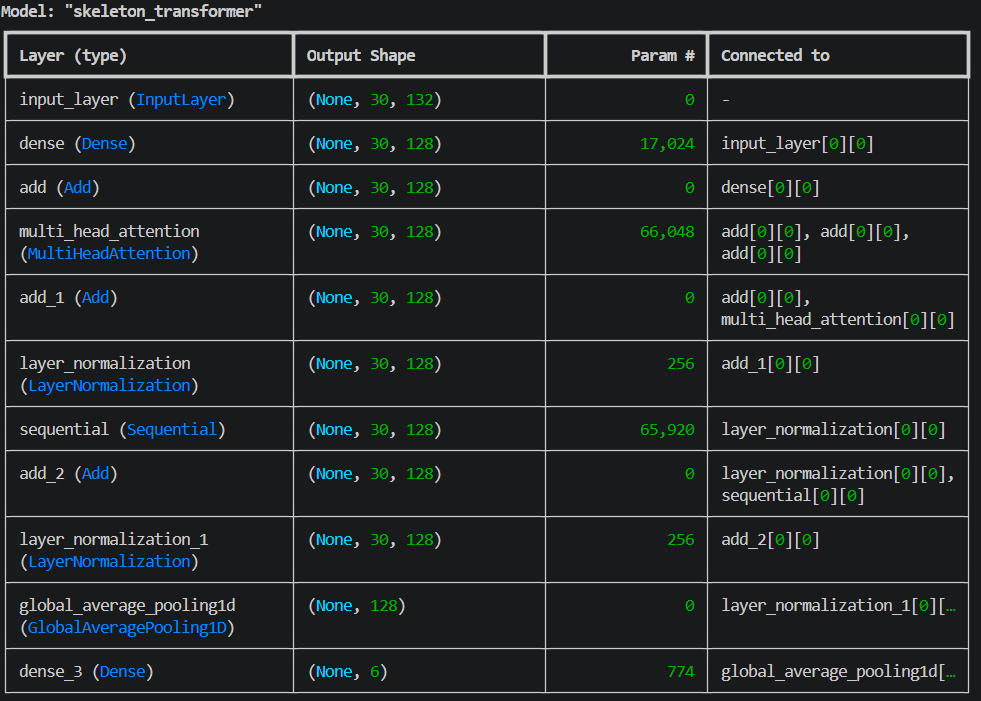 Model: "skeleton_transformer"
Layer (type) Output Shape Param # Connected to
input_layer (InputLayer) (None, 30, 132) 0 -
dense (Dense) (None, 30, 128) 17,024 input_layer[0][0]
add (Add) (None, 30, 128) 0 dense[0][0]
multi_head_attention (None, 30, 128) 66,048 add[0][0], add[0][0],
(MultiHeadAttention) add[0][0]
add_1 (Add) (None, 30, 128) 0 add[0][0],
multi_head_attention[0][0]
layer_normalization (None, 30, 128) 256 add_1[0][0]
(LayerNormalization)
sequential (Sequential) (None, 30, 128) 65,920 layer_normalization[0][0]
add_2 (Add) (None, 30, 128) 0 layer_normalization[0][0],
sequential[0][0]
layer_normalization_1 (None, 30, 128) 256 add_2[0][0]
(LayerNormalization)
global_average_pooling1d (None, 128) 0 layer_normalization_1[0][…
(GlobalAveragePooling1D)
dense_3 (Dense) (None, 6) 774 global_average_pooling1d[…